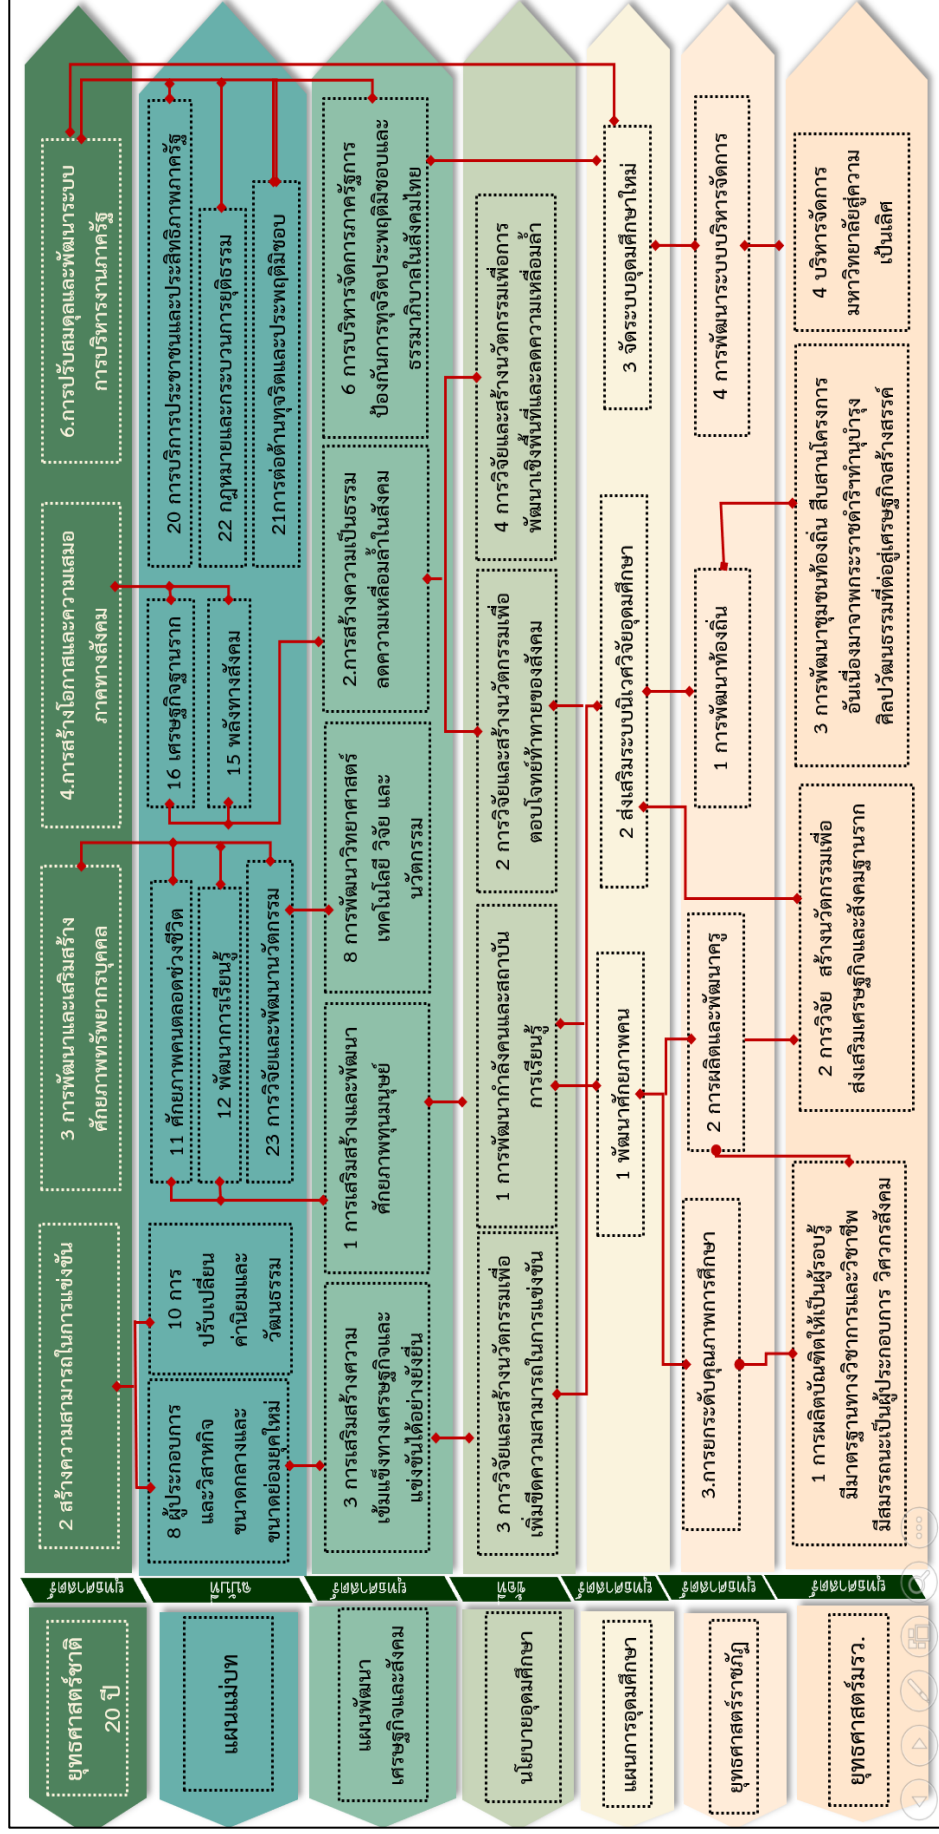 ยุทธศาสตร์ชาติ
20 ปี
ยุทธศาสตร์
2 สร้างความสามารถในการแข่งขัน
3 การพัฒนาและเสริมสร้าง
ศักยภาพทรัพยากรบุคคล
4.การสร้างโอกาสและความเสมอ
ภาคทางสังคม
6.การปรับสมดุลและพัฒนาระบบ
การบริหารงานภาครัฐ
แผนแม่บท
8 ผู้ประกอบการ
และวิสาหกิจ
ขนาดกลางและ
ขนาดย่อมยุคใหม่
10 การ
ปรับเปลี่ยน
ค่านิยมและ
วัฒนธรรม
11 ศักยภาพคนตลอดช่วงชีวิต
12 พัฒนาการเรียนรู้
23 การวิจัยและพัฒนานวัตกรรม
16 เศรษฐกิจฐานราก
15 พลังทางสังคม
20 การบริการประชาชนและประสิทธิภาพภาครัฐ
22 กฎหมายและกระบวนการยุติธรรม
21การต่อต้านทุจริตและประพฤติมิชอบ
แผนพัฒนา
เศรษฐกิจและสังคม
ยุทธศาสตร์
3 การเสริมสร้างความ
เข้มแข็งทางเศรษฐกิจและ
แข่งขันได้อย่างยั่งยืน
1 การเสริมสร้างและพัฒนา
ศักยภาพทุนมนุษย์
8 การพัฒนาวิทยาศาสตร์
เทคโนโลยี วิจัย และ
นวัตกรรม
2.การสร้างความเป็นธรรม
ลดความเหลื่อมล้ำในสังคม
6 การบริหารจัดการภาครัฐการ
ป้องกันการทุจริตประพฤติมิชอบและ
ธรรมาภิบาลในสังคมไทย
นโยบายอุดมศึกษา
3 การวิจัยและสร้างนวัตกรรมเพื่อ
เพิ่มขีดความสามารถในการแข่งขัน
1 การพัฒนากำลังคนและสถาบัน
การเรียนรู้
2 การวิจัยและสร้างนวัตกรรมเพื่อ
ตอบโจทย์ท้าทายของสังคม
4 การวิจัยและสร้างนวัตกรรมเพื่อการ
พัฒนาเชิงพื้นที่และลดความเหลื่อมล้ำ
แผนการอุดมศึกษา
ยุทธศาสตร์
1 พัฒนาศักยภาพคน
2 ส่งเสริมระบบนิเวศวิจัยอุดมศึกษา
3 จัดระบบอุดมศึกษาใหม่
ยุทธศาสตร์ราชภัฏ
ยุทธศาสตร์
3.ยกระดับคุณภาพการศึกษา
2 การผลิตและพัฒนาครู
1 การพัฒนาท้องถิ่น
4 การพัฒนาระบบบริหารจัดการ
ยุทธศาสตร์มรว.
ยุทธศาสตร์
1 การผลิตบัณฑิตให้เป็นผู้รอบรู้
มีมาตรฐานทางวิชาการและวิชาชีพ
มีสมรรถนะเป็นผู้ประกอบการ วิศวกรสังคม
2 การวิจัย สร้างนวัตกรรมเพื่อ
ส่งเสริมเศรษฐกิจและสังคมฐานราก
3 การพัฒนาชุมชนท้องถิ่น สืบสานโครงการ
อันเนื่องมาจากพระราชดำริฯทำนุบำรุง
ศิลปวัฒนธรรมที่ต่อสู่เศรษฐกิจสร้างสรรค์
4 บริหารจัดการ
มหาวิทยาลัยสู่ความ
เป็นเลิศ